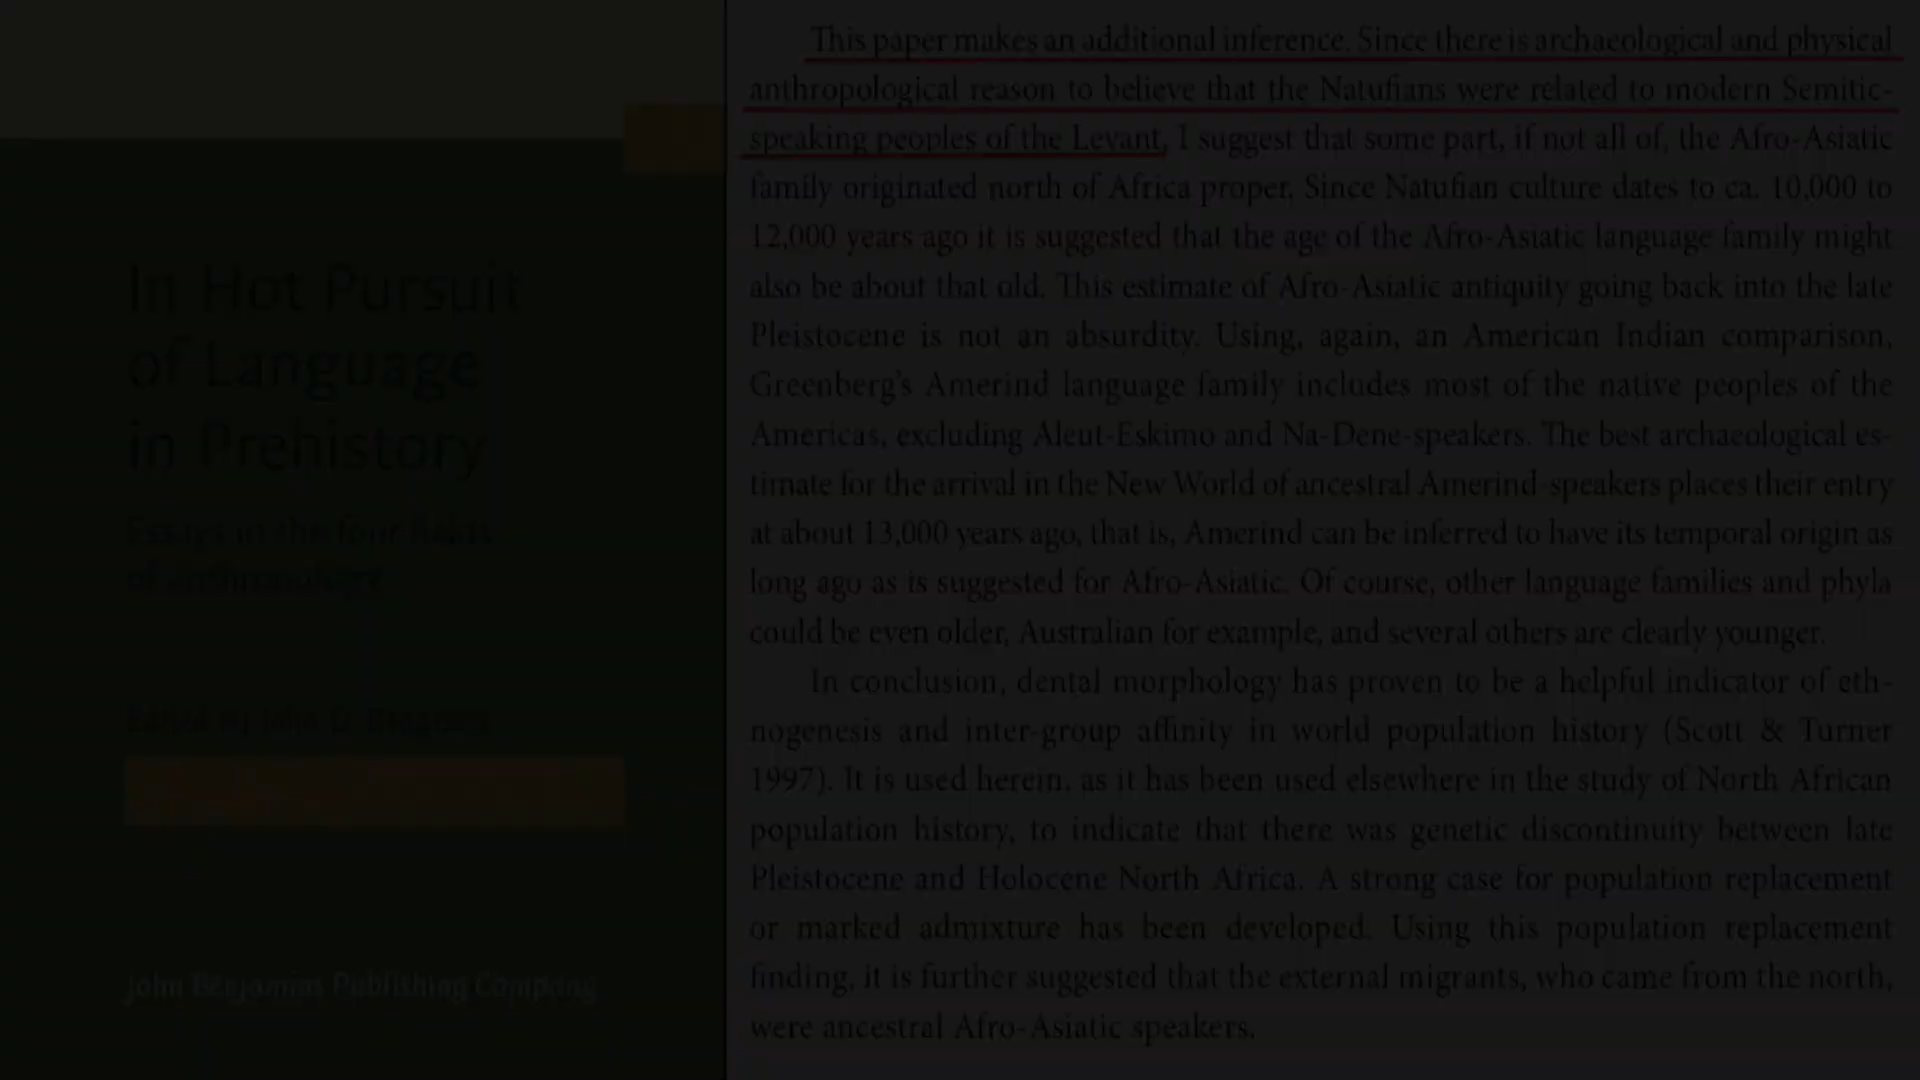 In Hot Pursuit
of Language
in Prehistory
Essays in the four fields
of anthropology
Edited by John D. Bengtson
John Benjamins Publishing Company
This paper makes an additional inference. Since there is archaeological and physical
anthropological reason to believe that the Natufians were related to modern Semitic-
speaking peoples of the Levant, I suggest that some part, if not all of, the Afro-Asiatic
family originated north of Africa proper. Since Natufian culture dates to ca. 10,000 to
12,000 years ago it is suggested that the age of the Afro-Asiatic language family might
also be about that old. This estimate of Afro-Asiatic antiquity going back into the late
Pleistocene is not an absurdity. Using, again, an American Indian comparison,
Greenberg's Amerind language family includes most of the native peoples of the
Americas, excluding Aleut-Eskimo and Na-Dene-speakers. The best archaeological es-
timate for the arrival in the New World of ancestral Amerind-speakers places their entry
at about 13,000 years ago, that is, Amerind can be inferred to have its temporal origin as
long ago as is suggested for Afro-Asiatic. Of course, other language families and phyla
could be even older, Australian for example, and several others are clearly younger.
In conclusion, dental morphology has proven to be a helpful indicator of eth-
nogenesis and inter-group affinity in world population history (Scott & Turner
1997). It is used herein, as it has been used elsewhere in the study of North African
population history, to indicate that there was genetic discontinuity between late
Pleistocene and Holocene North Africa. A strong case for population replacement
or marked admixture has been developed. Using this population replacement
finding, it is further suggested that the external migrants, who came from the north,
were ancestral Afro-Asiatic speakers.